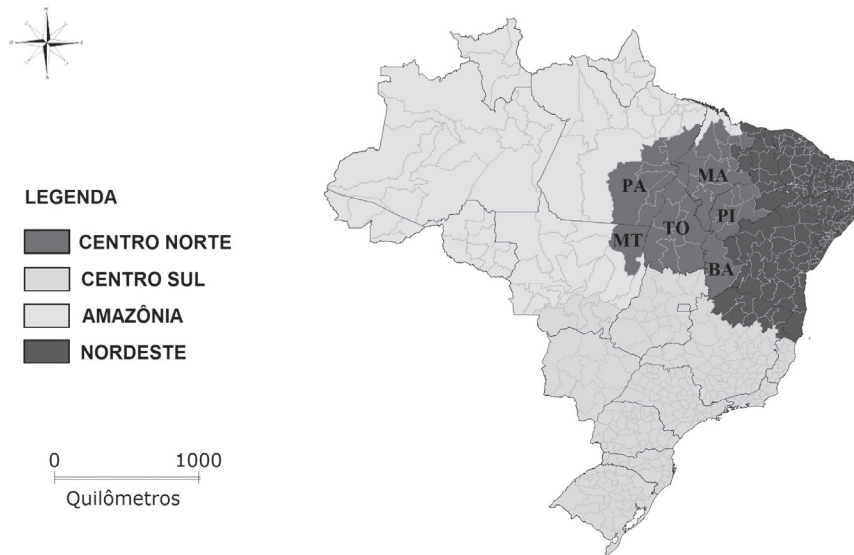 LEGENDA
CENTRO NORTE
CENTRO SUL
AMAZÔNIA
NORDESTE
0 1000
Quilômetros
PA
MA
PI
TO
MT
BA